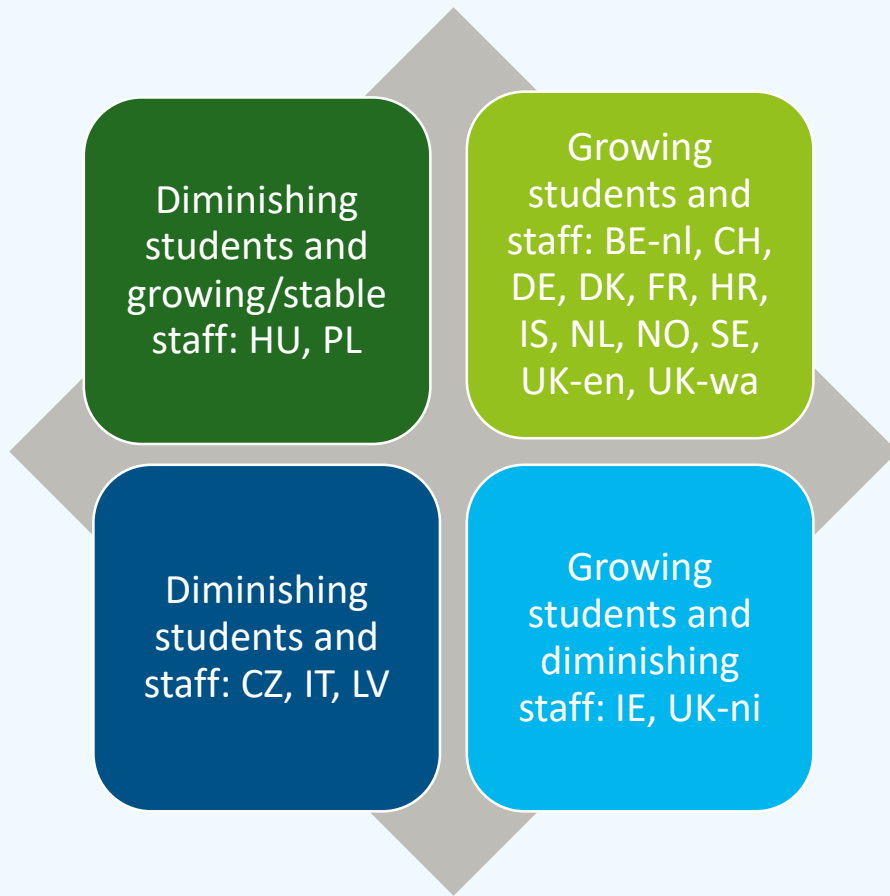 Diminishing
students and
growing/stable
staff: HU, PL
Growing
students and
staff: BE-nl, CH,
DE, DK, FR, HR,
IS, NL, NO, SE,
UK-en, UK-wa
Diminishing
students and
staff: CZ, IT, LV
Growing
students and
diminishing
staff: IE, UK-ni